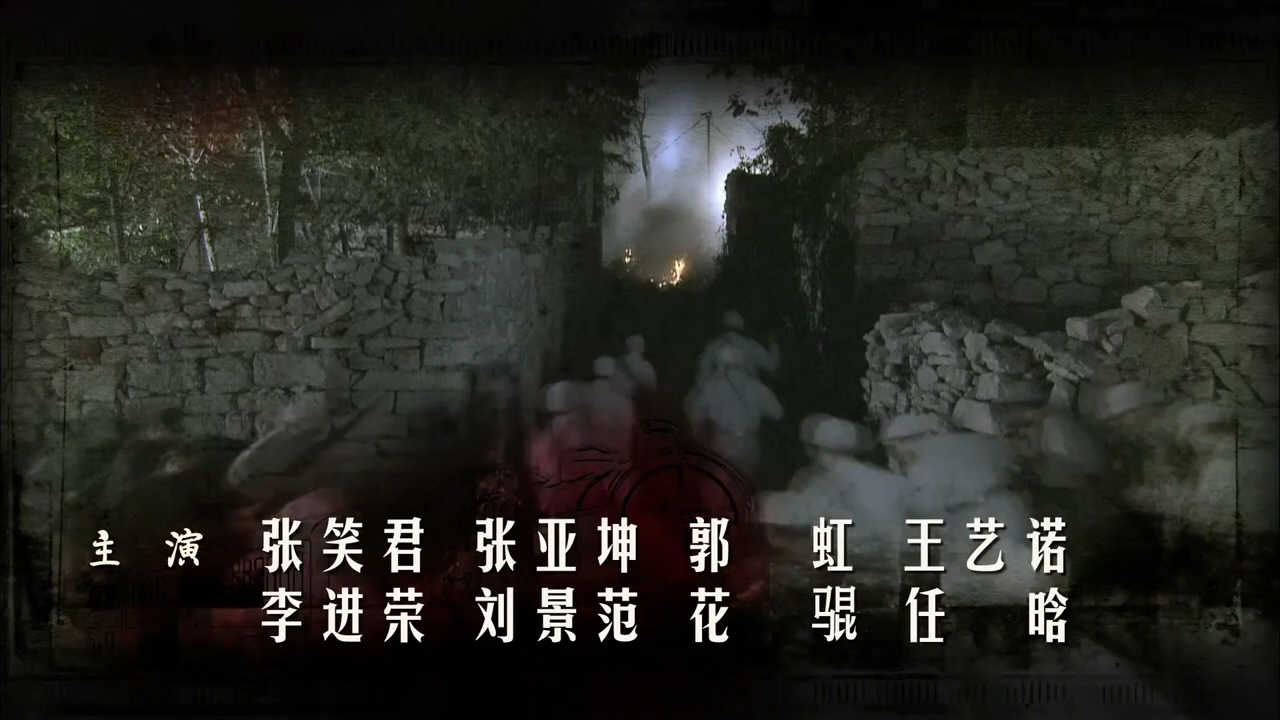 主 演 张笑君 张亚坤 郭 虹 王艺诺
李进荣 刘景范 花 骔 任 晗